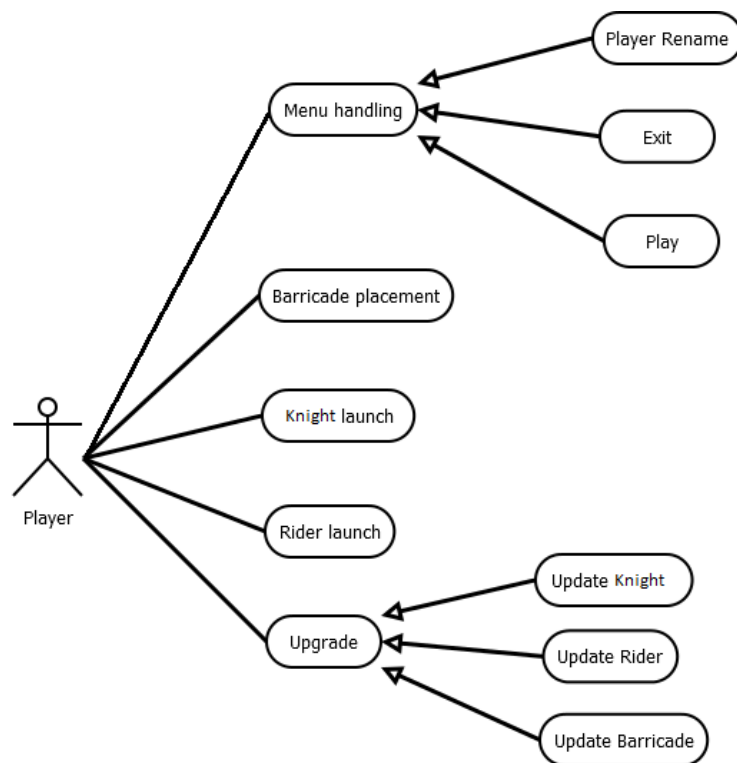 Player Rename
Menu handling
Exit
Play
Barricade placement
Knight launch
Player
Rider launch
Update Knight
Upgrade
Update Rider
Update Barricade